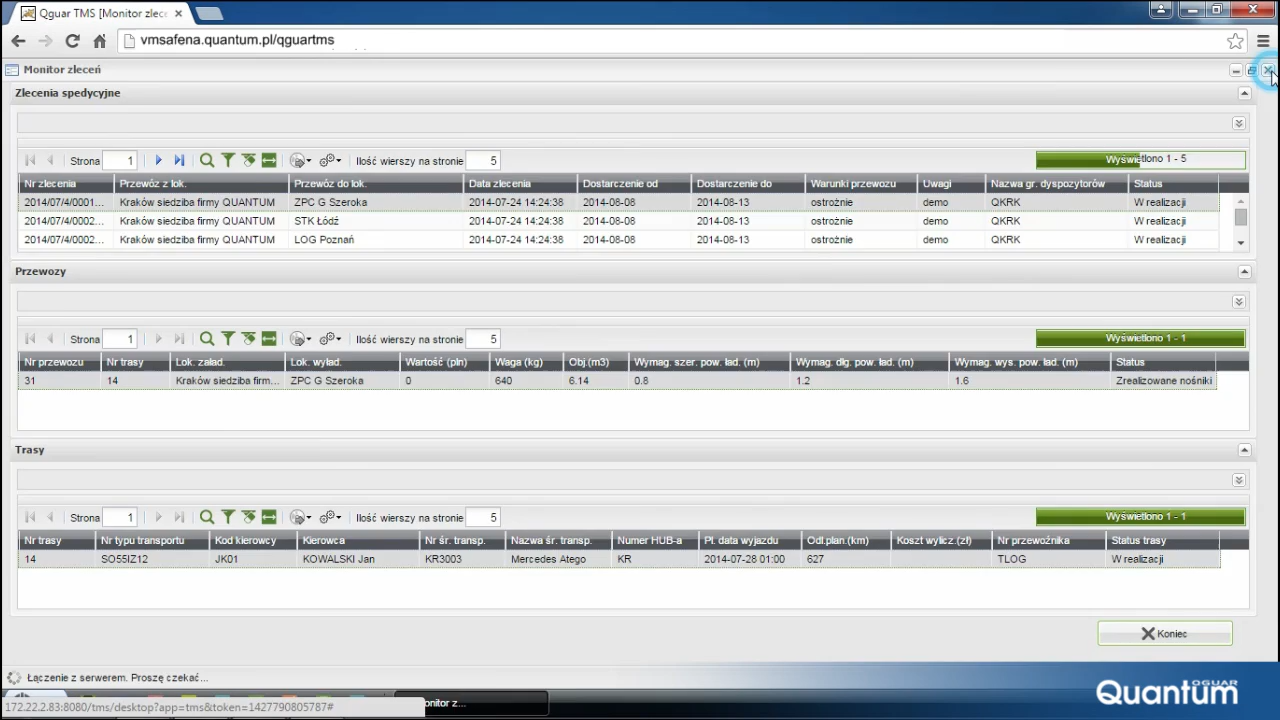 Qguar TMS [Monitor zlece
vmsafena.quantum.pl/qguartms
Monitor zleceń
Zlecenia spedycyjne
Strona 1 Ilość wierszy na stronie 5 Wyświetlono 1 - 5
Nr zlecenia Przewóz z lok. Przewóz do lok. Data zlecenia Dostarczenie od Dostarczenie do Warunki przewozu Uwagi Nazwa gr. dyspozytorów Status
2014/07/4/0001... Kraków siedziba firmy QUANTUM ZPC G Szeroka 2014-07-24 14:24:38 2014-08-08 2014-08-13 ostrożnie demo QKRK W realizacji
2014/07/4/0002... Kraków siedziba firmy QUANTUM STK Łódź 2014-07-24 14:24:38 2014-08-08 2014-08-13 ostrożnie demo QKRK W realizacji
2014/07/4/0002... Kraków siedziba firmy QUANTUM LOG Poznań 2014-07-24 14:24:38 2014-08-08 2014-08-13 ostrożnie demo QKRK W realizacji
Przewozy
Strona 1 Ilość wierszy na stronie 5 Wyświetlono 1 - 1
Nr przewozu Nr trasy Lok. załad. Lok. wyład. Wartość (pln) Waga (kg) Obj.(m3) Wymag. szer. pow. ład. (m) Wymag. dłg. pow. ład. (m) Wymag. wys. pow. ład. (m) Status
31 14 Kraków siedziba firm... ZPC G Szeroka 0 640 6.14 0.8 1.2 1.6 Zrealizowane nośniki
Trasy
Strona 1 Ilość wierszy na stronie 5 Wyświetlono 1 - 1
Nr trasy Nr typu transportu Kod kierowcy Kierowca Nr śr. transp. Nazwa śr. transp. Numer HUB-a Pl. data wyjazdu Odl.plan.(km) Koszt wylicz.(zł) Nr przewoźnika Status trasy
14 SO55IZ12 JK01 KOWALSKI Jan KR3003 Mercedes Atego KR 2014-07-28 01:00 627 TLOG W realizacji
Koniec
Łączenie z serwerem. Proszę czekać...
172.22.2.83:8080/tms/desktop?app=tms&token=1427790805787#
onitor z...
QGUAR
Quantum